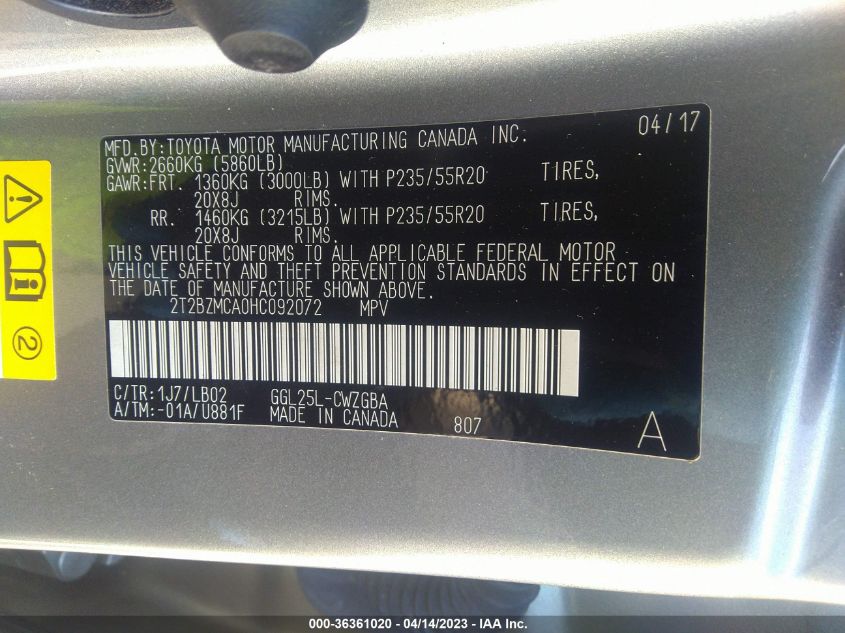 MFD.BY:TOYOTA MOTOR MANUFACTURING CANADA INC. 04/17
GVWR:2660KG (5860LB)
GAWR:FRT. 1360KG (3000LB) WITH P235/55R20 TIRES,
20X8J RIMS.
RR. 1460KG (3215LB) WITH P235/55R20 TIRES,
20X8J RIMS.
THIS VEHICLE CONFORMS TO ALL APPLICABLE FEDERAL MOTOR
VEHICLE SAFETY AND THEFT PREVENTION STANDARDS IN EFFECT ON
THE DATE OF MANUFACTURE SHOWN ABOVE.
2T2BZMCA0HC092072 MPV
C/TR:1J7/LB02 GGL25L-CWZGBA
A/TM:-01A/U881F MADE IN CANADA 807 A
2
000-36361020 - 04/14/2023 - IAA Inc.